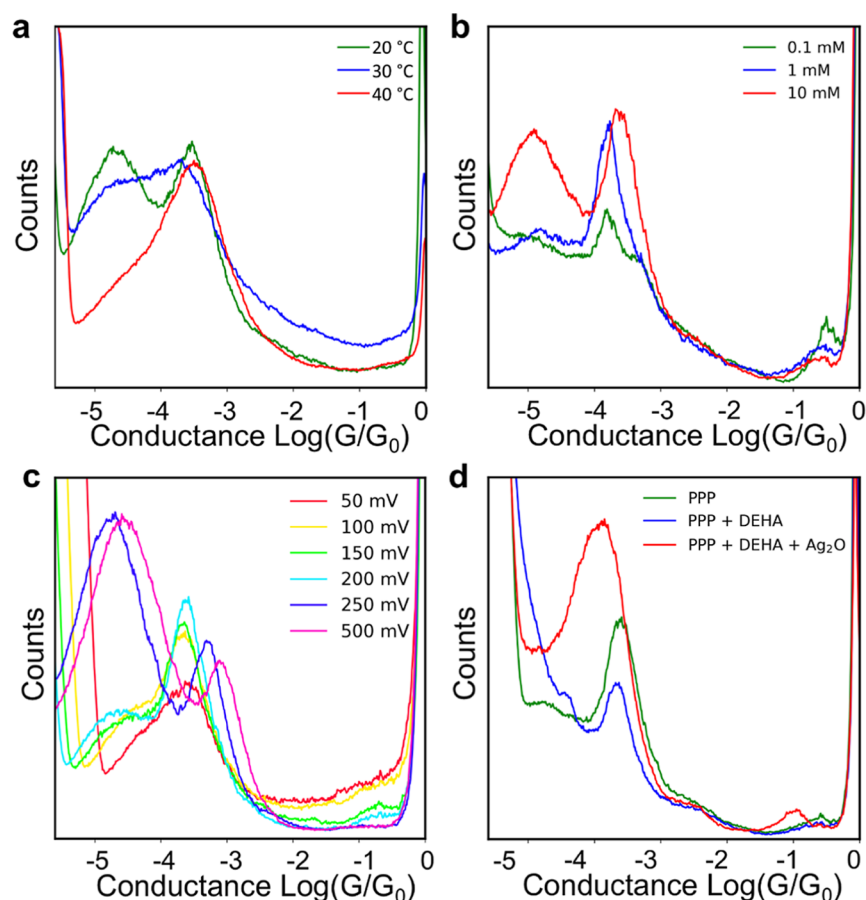 a
20 °C
30 °C
40 °C
Counts
-5 -4 -3 -2 -1 0
Conductance Log(G/G₀)
b
0.1 mM
1 mM
10 mM
Counts
-5 -4 -3 -2 -1 0
Conductance Log(G/G₀)
c
50 mV
100 mV
150 mV
200 mV
250 mV
500 mV
Counts
-5 -4 -3 -2 -1 0
Conductance Log(G/G₀)
d
PPP
PPP + DEHA
PPP + DEHA + Ag₂O
Counts
-5 -4 -3 -2 -1 0
Conductance Log(G/G₀)